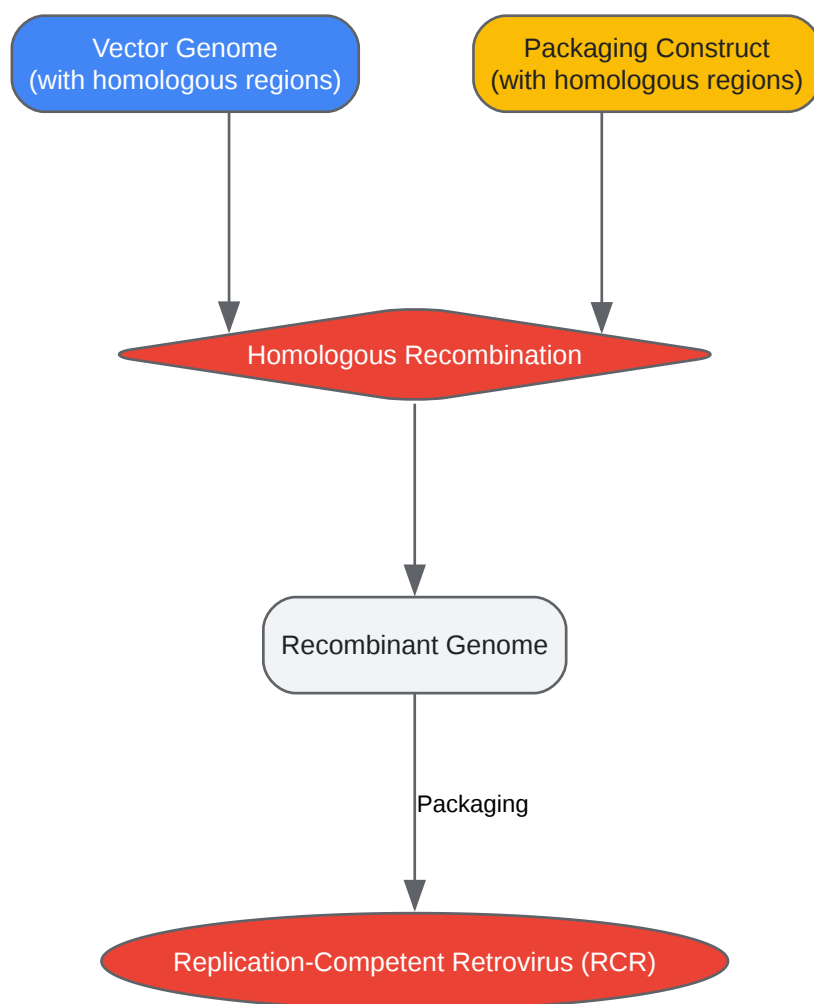 Vector Genome
(with homologous regions)
Packaging Construct
(with homologous regions)
Homologous Recombination
Recombinant Genome
Packaging
Replication-Competent Retrovirus (RCR)